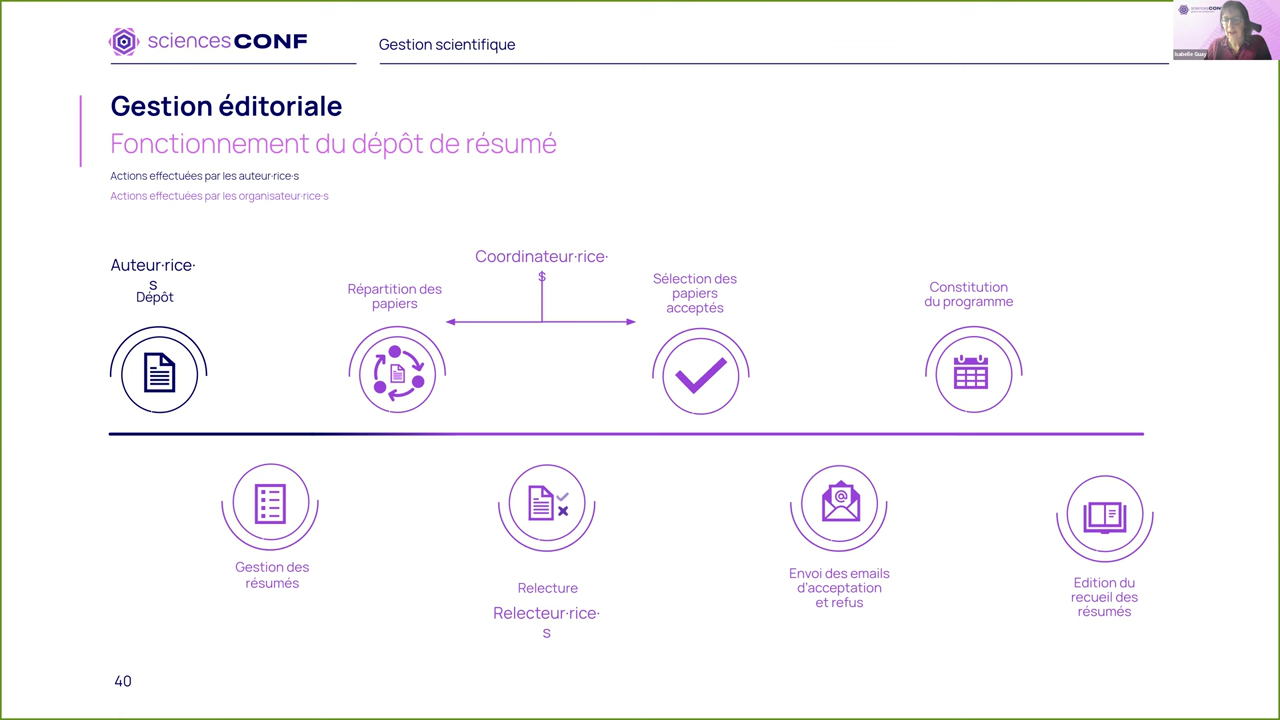 sciencesCONF
Gestion scientifique
Isabelle Guay
Gestion éditoriale
Fonctionnement du dépôt de résumé
Actions effectuées par les auteur·rice·s
Actions effectuées par les organisateur·rice·s
Auteur·rice·
s
Dépôt
Répartition des
papiers
Coordinateur·rice·
s
Sélection des
papiers
acceptés
Constitution
du programme
Gestion des
résumés
Relecture
Relecteur·rice·
s
Envoi des emails
d'acceptation
et refus
Edition du
recueil des
résumés
40